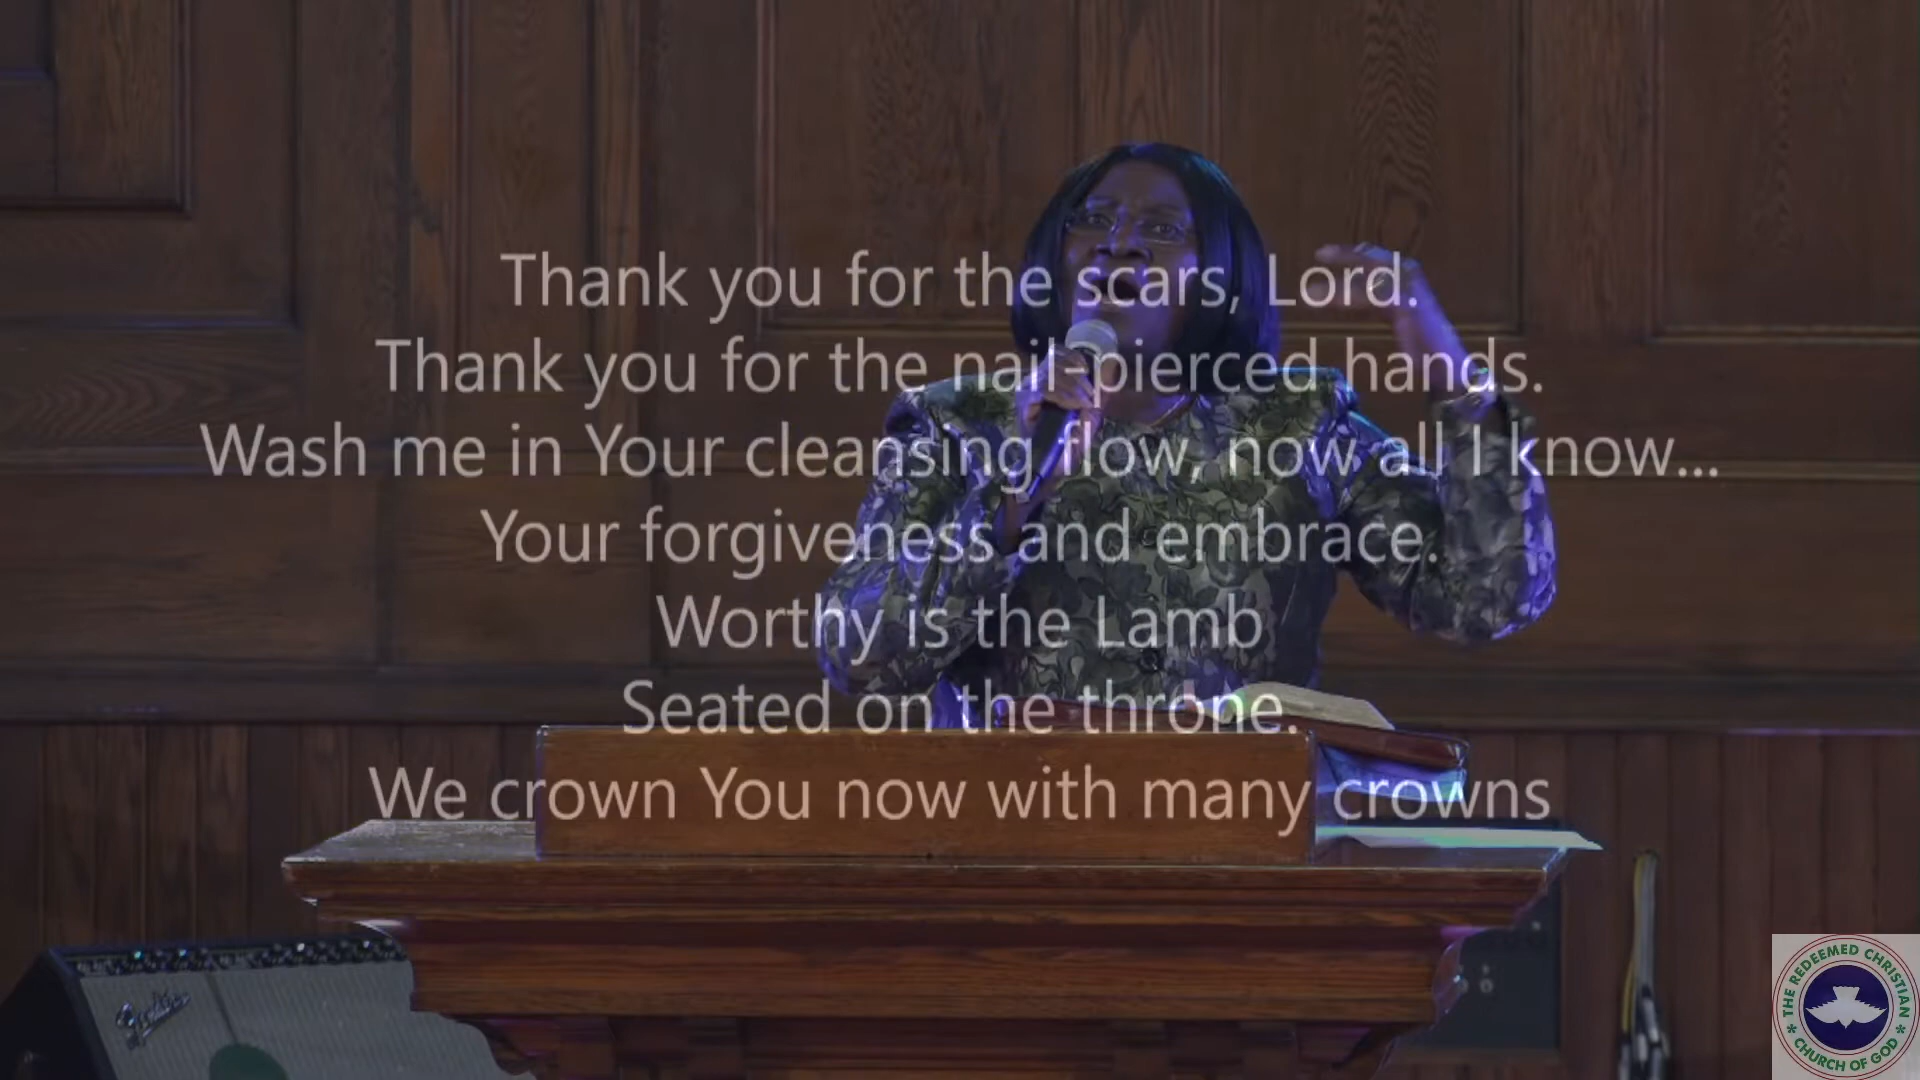 Thank you for the scars, Lord.
Thank you for the nail-pierced hands.
Wash me in Your cleansing flow, now all I know...
Your forgiveness and embrace.
Worthy is the Lamb
Seated on the throne.
We crown You now with many crowns
Fender
* THE REDEEMED CHRISTIAN *
CHURCH OF GOD